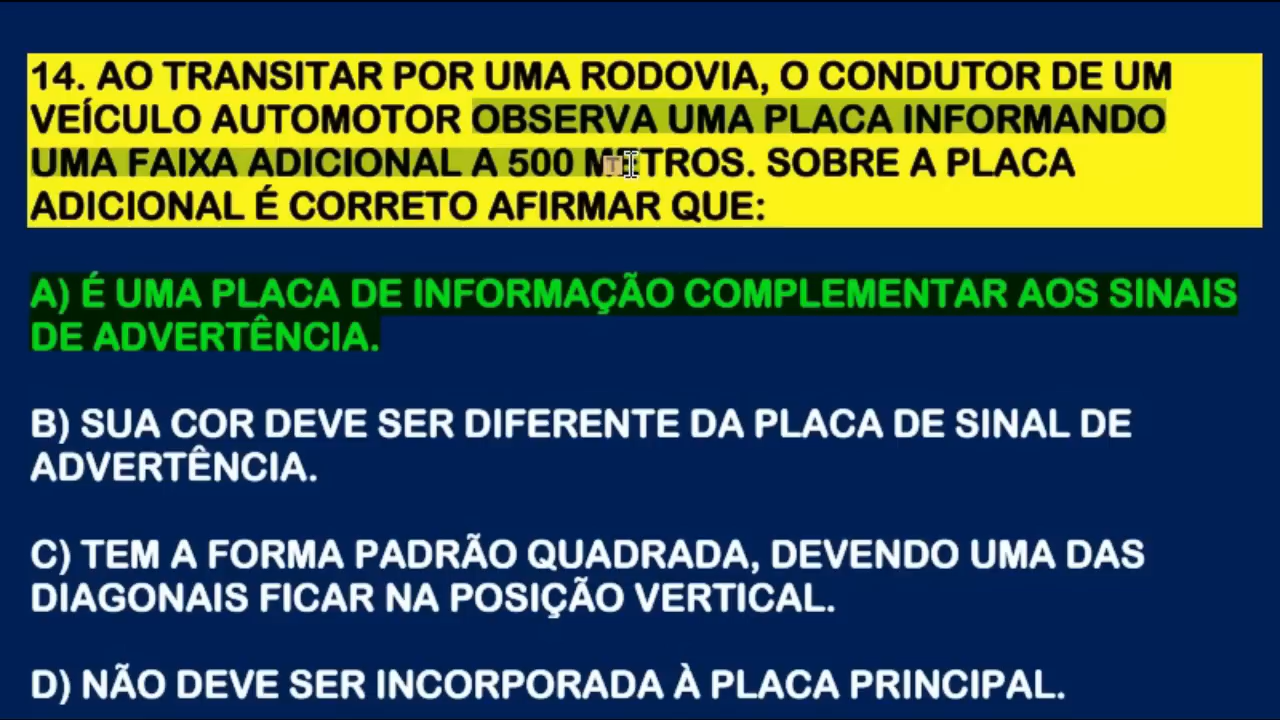 14. AO TRANSITAR POR UMA RODOVIA, O CONDUTOR DE UM
VEÍCULO AUTOMOTOR OBSERVA UMA PLACA INFORMANDO
UMA FAIXA ADICIONAL A 500 METROS. SOBRE A PLACA
ADICIONAL É CORRETO AFIRMAR QUE:
A) É UMA PLACA DE INFORMAÇÃO COMPLEMENTAR AOS SINAIS
DE ADVERTÊNCIA.
B) SUA COR DEVE SER DIFERENTE DA PLACA DE SINAL DE
ADVERTÊNCIA.
C) TEM A FORMA PADRÃO QUADRADA, DEVENDO UMA DAS
DIAGONAIS FICAR NA POSIÇÃO VERTICAL.
D) NÃO DEVE SER INCORPORADA À PLACA PRINCIPAL.